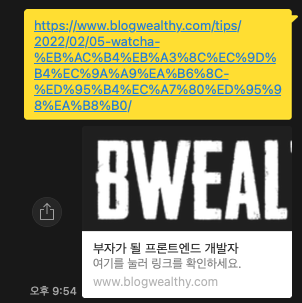 https://www.blogwealthy.com/tips/
2022/02/05-watcha-
%EB%AC%B4%EB%A3%8C%EC%9D%
B4%EC%9A%A9%EA%B6%8C-
%ED%95%B4%EC%A7%80%ED%95%9
8%EA%B8%B0/
BWEAL
부자가 될 프론트엔드 개발자
여기를 눌러 링크를 확인하세요.
www.blogwealthy.com
오후 9:54